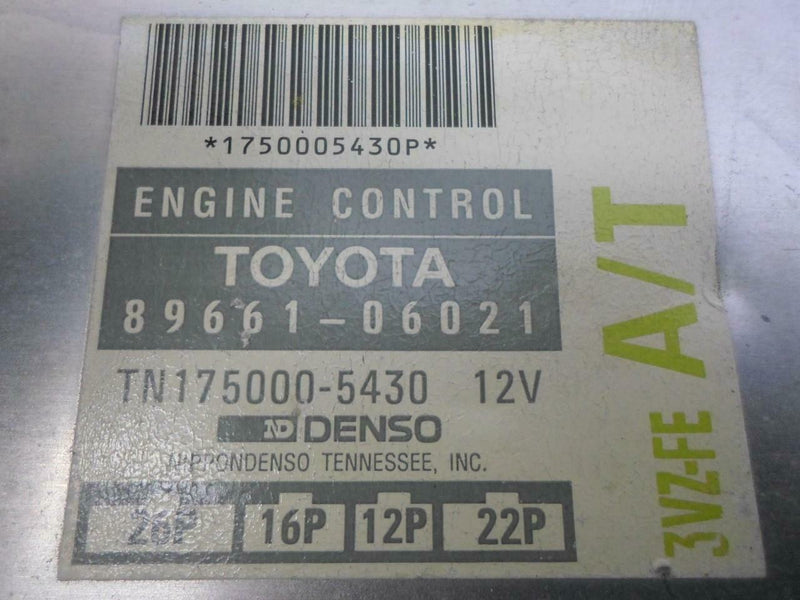 *1750005430P*
ENGINE CONTROL
TOYOTA
89661-06021
TN175000-5430 12V
ND DENSO
NIPPONDENSO TENNESSEE, INC.
26P 16P 12P 22P
3VZ-FE A/T